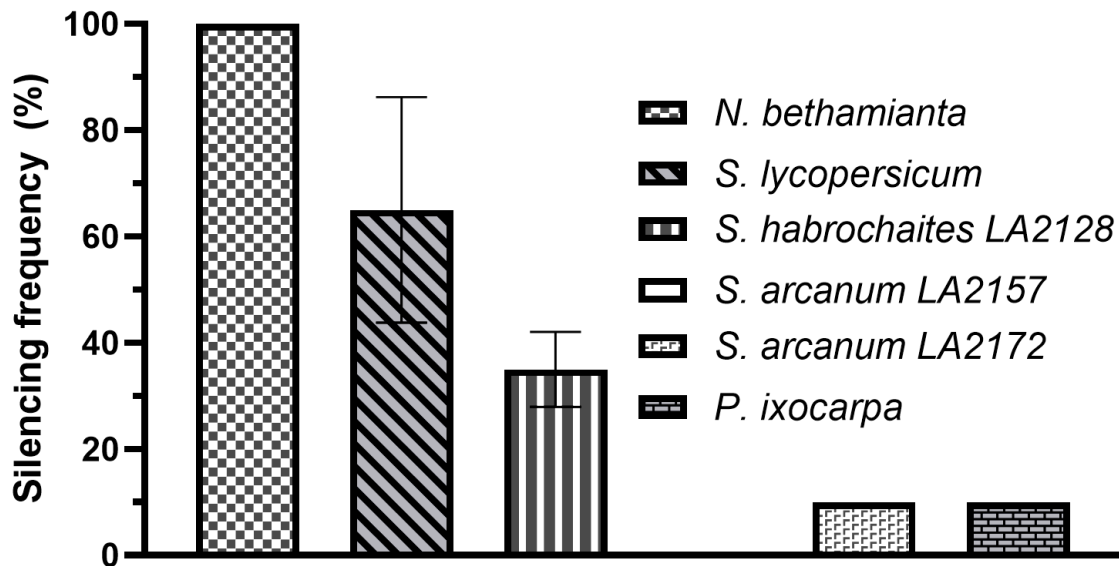 Silencing frequency (%)
100
80
60
40
20
0
N. bethamianta
S. lycopersicum
S. habrochaites LA2128
S. arcanum LA2157
S. arcanum LA2172
P. ixocarpa